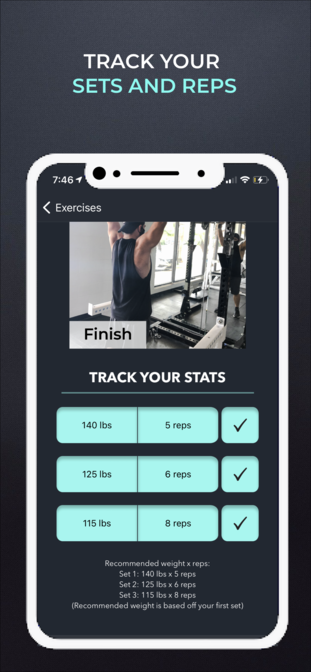 TRACK YOUR
SETS AND REPS
7:46
Exercises
Finish
TRACK YOUR STATS
140 lbs 5 reps
125 lbs 6 reps
115 lbs 8 reps
Recommended weight x reps:
Set 1: 140 lbs x 5 reps
Set 2: 125 lbs x 6 reps
Set 3: 115 lbs x 8 reps
(Recommended weight is based off your first set)